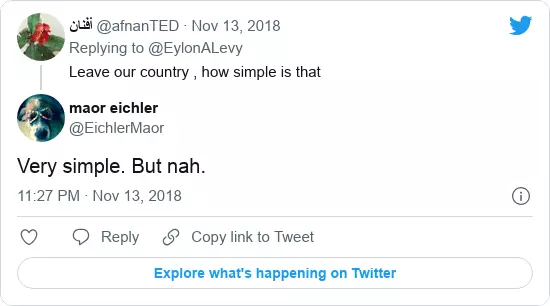 أفنان @afnanTED · Nov 13, 2018
Replying to @EylonALevy
Leave our country , how simple is that
maor eichler
@EichlerMaor
Very simple. But nah.
11:27 PM · Nov 13, 2018
Reply Copy link to Tweet
Explore what's happening on Twitter